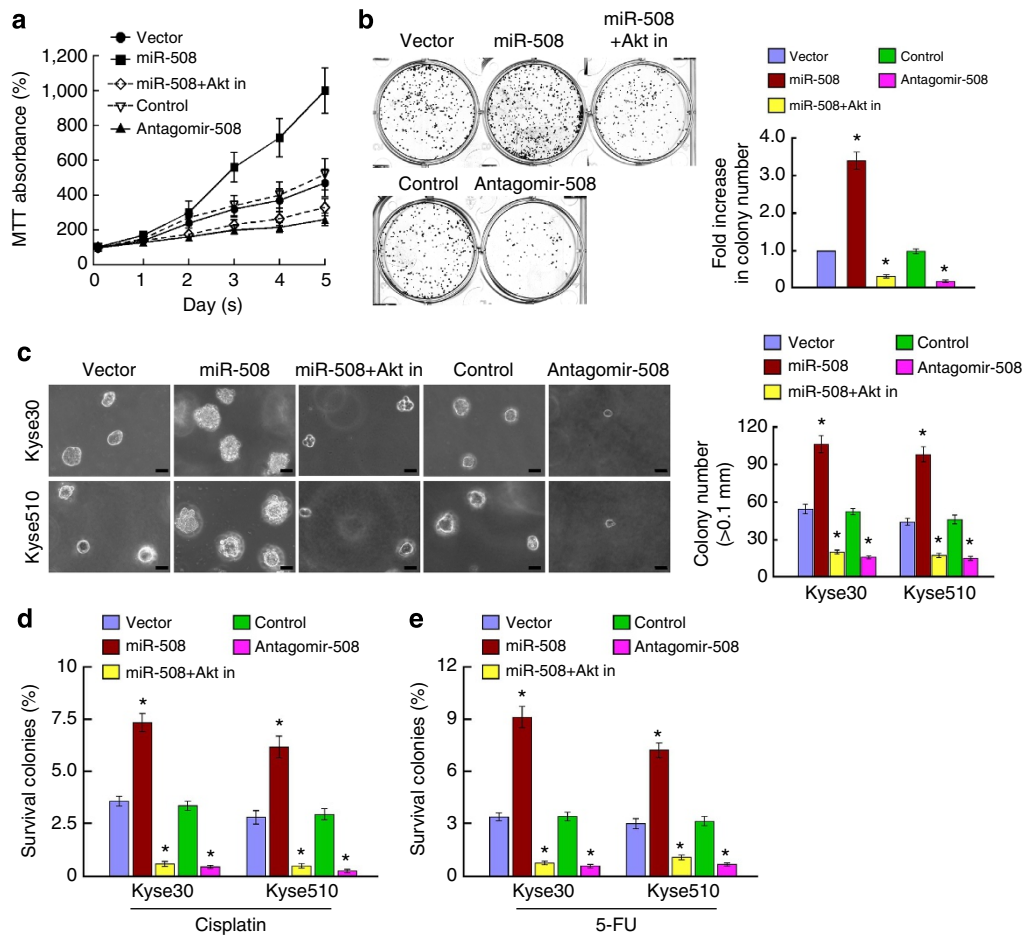 a
Vector
miR-508
miR-508+Akt in
Control
Antagomir-508
MTT absorbance (%)
1,200
1,000
800
600
400
200
0
0 1 2 3 4 5
Day (s)
b
Vector miR-508 miR-508
+Akt in
Control Antagomir-508
Vector Control
miR-508 Antagomir-508
miR-508+Akt in
Fold increase
in colony number
4.0
3.0
2.0
1.0
0
* * *
c
Vector miR-508 miR-508+Akt in Control Antagomir-508
Kyse30
Kyse510
Vector Control
miR-508 Antagomir-508
miR-508+Akt in
Colony number
(>0.1 mm)
120
90
60
30
0
* * * * * *
Kyse30 Kyse510
d
Vector Control
miR-508 Antagomir-508
miR-508+Akt in
Survival colonies (%)
10
7.5
5.0
2.5
0
* * * * * *
Kyse30 Kyse510
Cisplatin
e
Vector Control
miR-508 Antagomir-508
miR-508+Akt in
Survival colonies (%)
12
9
6
3
0
* * * * * *
Kyse30 Kyse510
5-FU